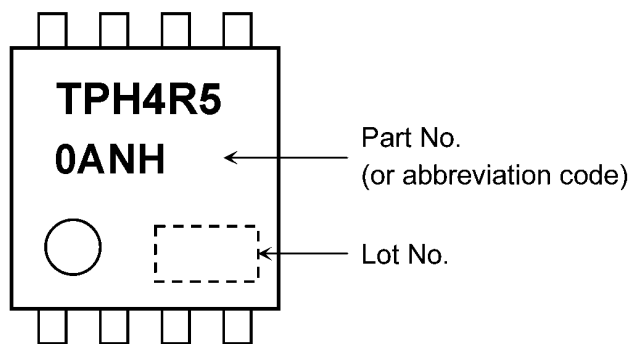 TPH4R5
0ANH
Part No.
(or abbreviation code)
Lot No.